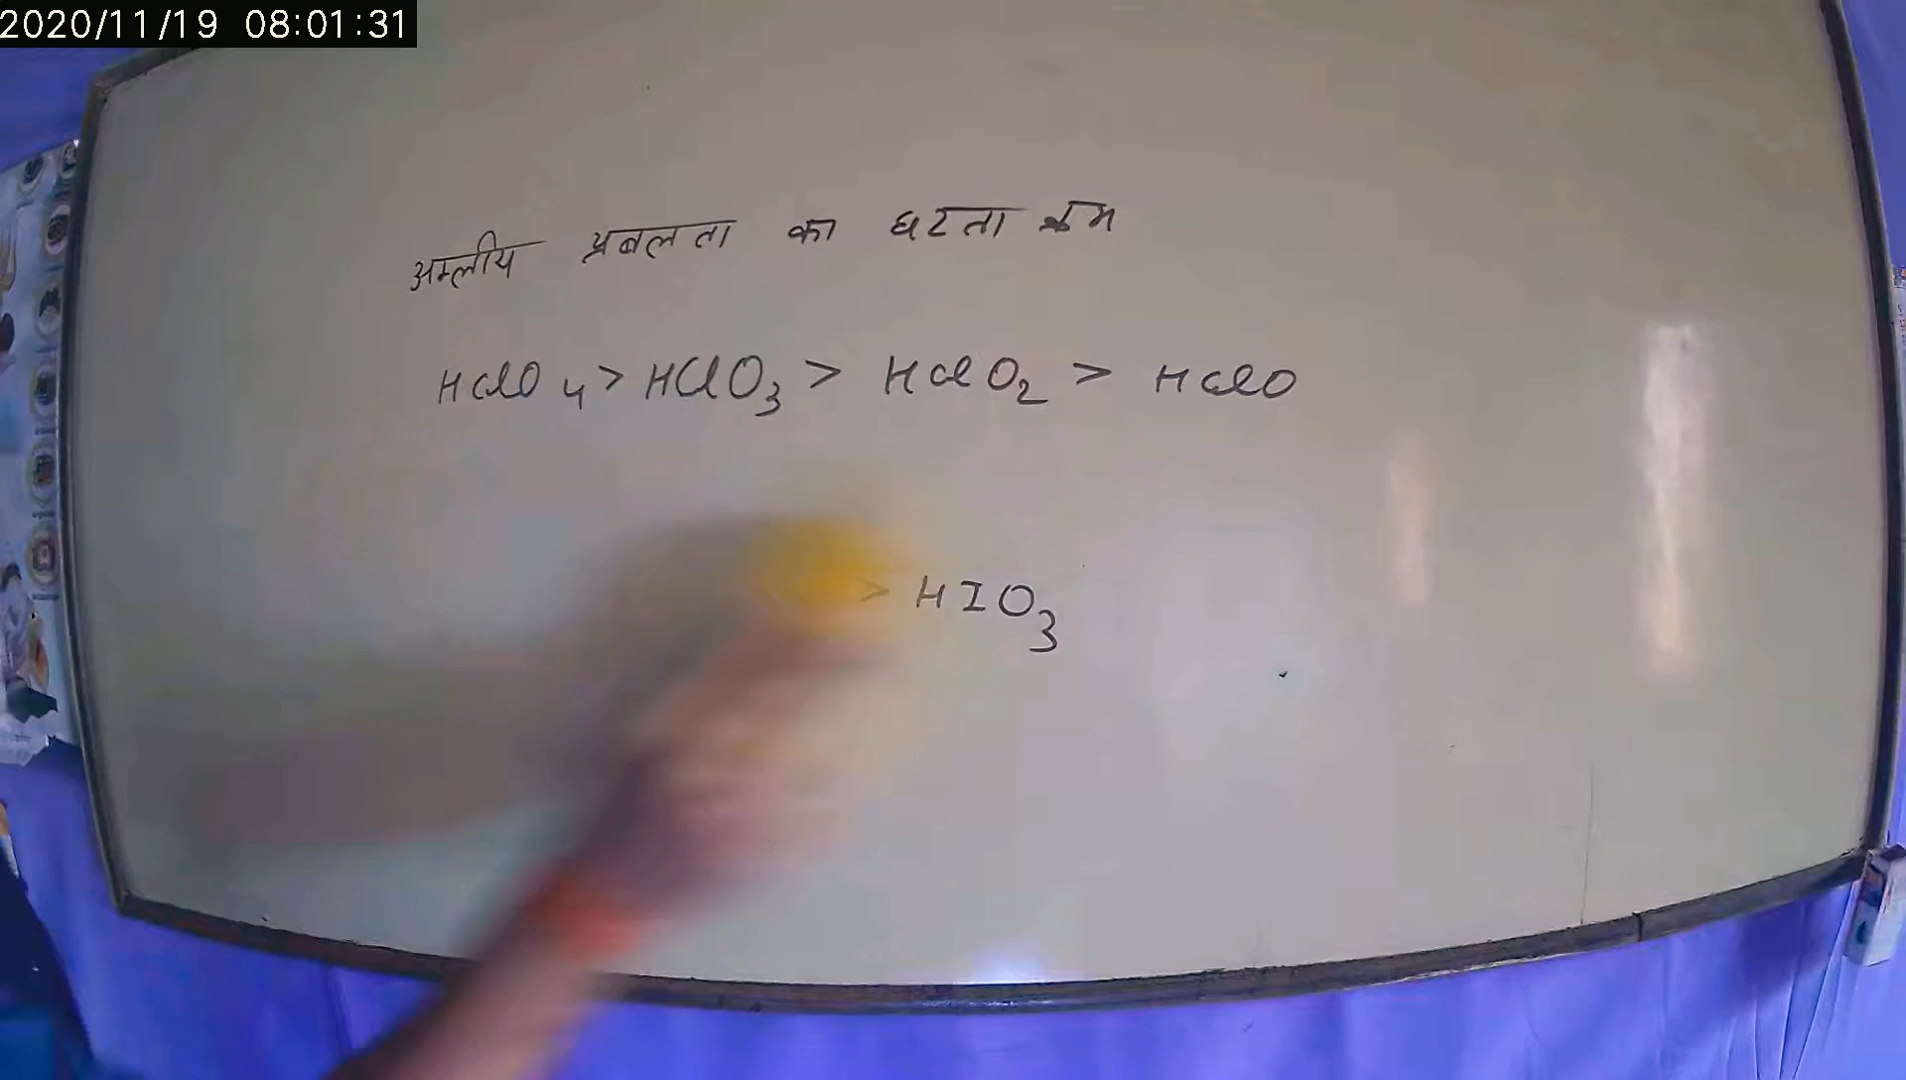 2020/11/19 08:01:31
अम्लीय प्रबलता का घटता क्रम
HClO4 > HClO3 > HClO2 > HClO
> HIO3